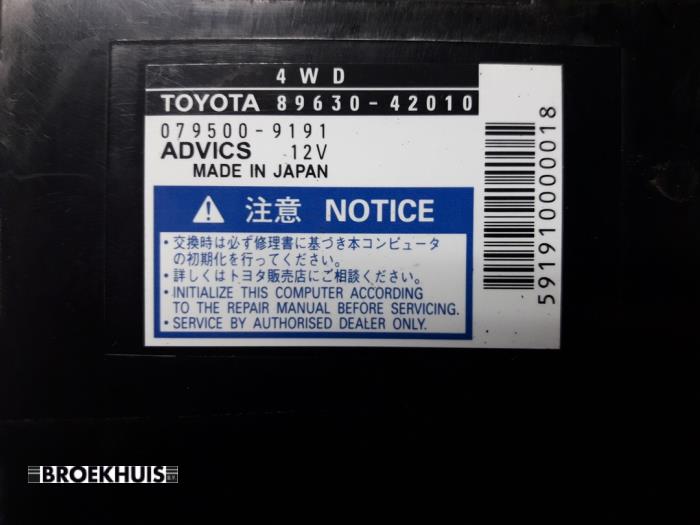 4WD
TOYOTA 89630-42010
079500-9191
ADVICS 12V
MADE IN JAPAN
注意 NOTICE
・交換時は必ず修理書に基づき本コンピュータ
の初期化を行ってください。
・詳しくはトヨタ販売店にご相談ください。
・INITIALIZE THIS COMPUTER ACCORDING
TO THE REPAIR MANUAL BEFORE SERVICING.
・SERVICE BY AUTHORISED DEALER ONLY.
591910000018
BROEKHUIS